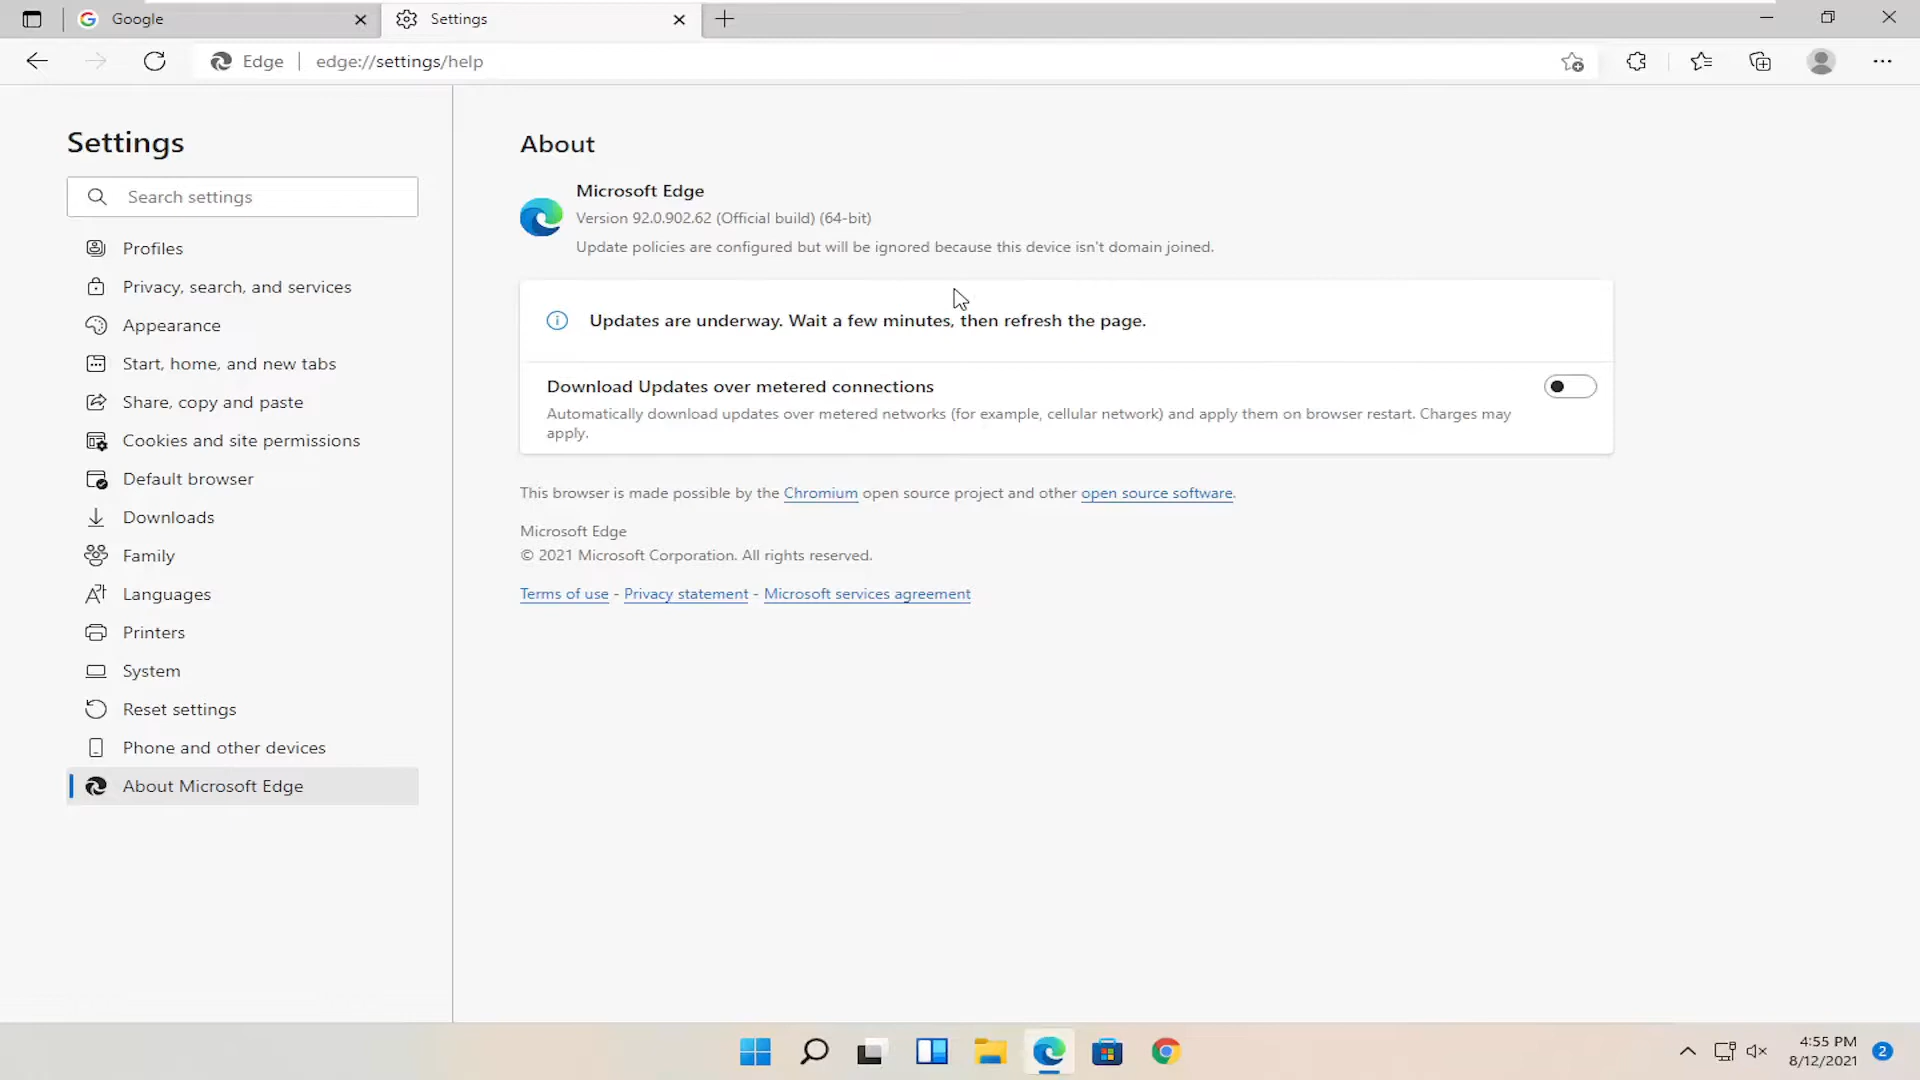 Google
Settings
Edge
edge://settings/help
Settings
Search settings
Profiles
Privacy, search, and services
Appearance
Start, home, and new tabs
Share, copy and paste
Cookies and site permissions
Default browser
Downloads
Family
Languages
Printers
System
Reset settings
Phone and other devices
About Microsoft Edge
About
Microsoft Edge
Version 92.0.902.62 (Official build) (64-bit)
Update policies are configured but will be ignored because this device isn't domain joined.
Updates are underway. Wait a few minutes, then refresh the page.
Download Updates over metered connections
Automatically download updates over metered networks (for example, cellular network) and apply them on browser restart. Charges may
apply.
This browser is made possible by the Chromium open source project and other open source software.
Microsoft Edge
© 2021 Microsoft Corporation. All rights reserved.
Terms of use - Privacy statement - Microsoft services agreement
4:55 PM
8/12/2021
2